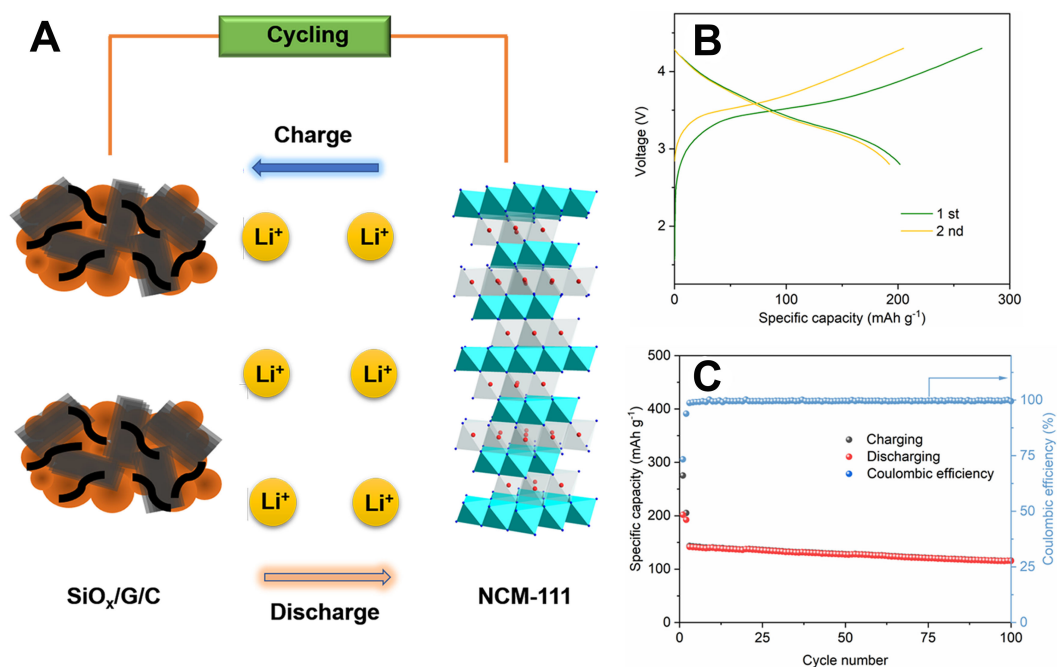 A
Cycling
Charge
Li⁺ Li⁺
Li⁺ Li⁺
Li⁺ Li⁺
SiOₓ/G/C
Discharge
NCM-111
B
Voltage (V)
4
3
2
1 st
2 nd
0 100 200 300
Specific capacity (mAh g⁻¹)
C
Specific capacity (mAh g⁻¹)
500
400
300
200
100
0
Charging
Discharging
Coulombic efficiency
100
75
50
25
0
Coulombic efficiency (%)
0 25 50 75 100
Cycle number